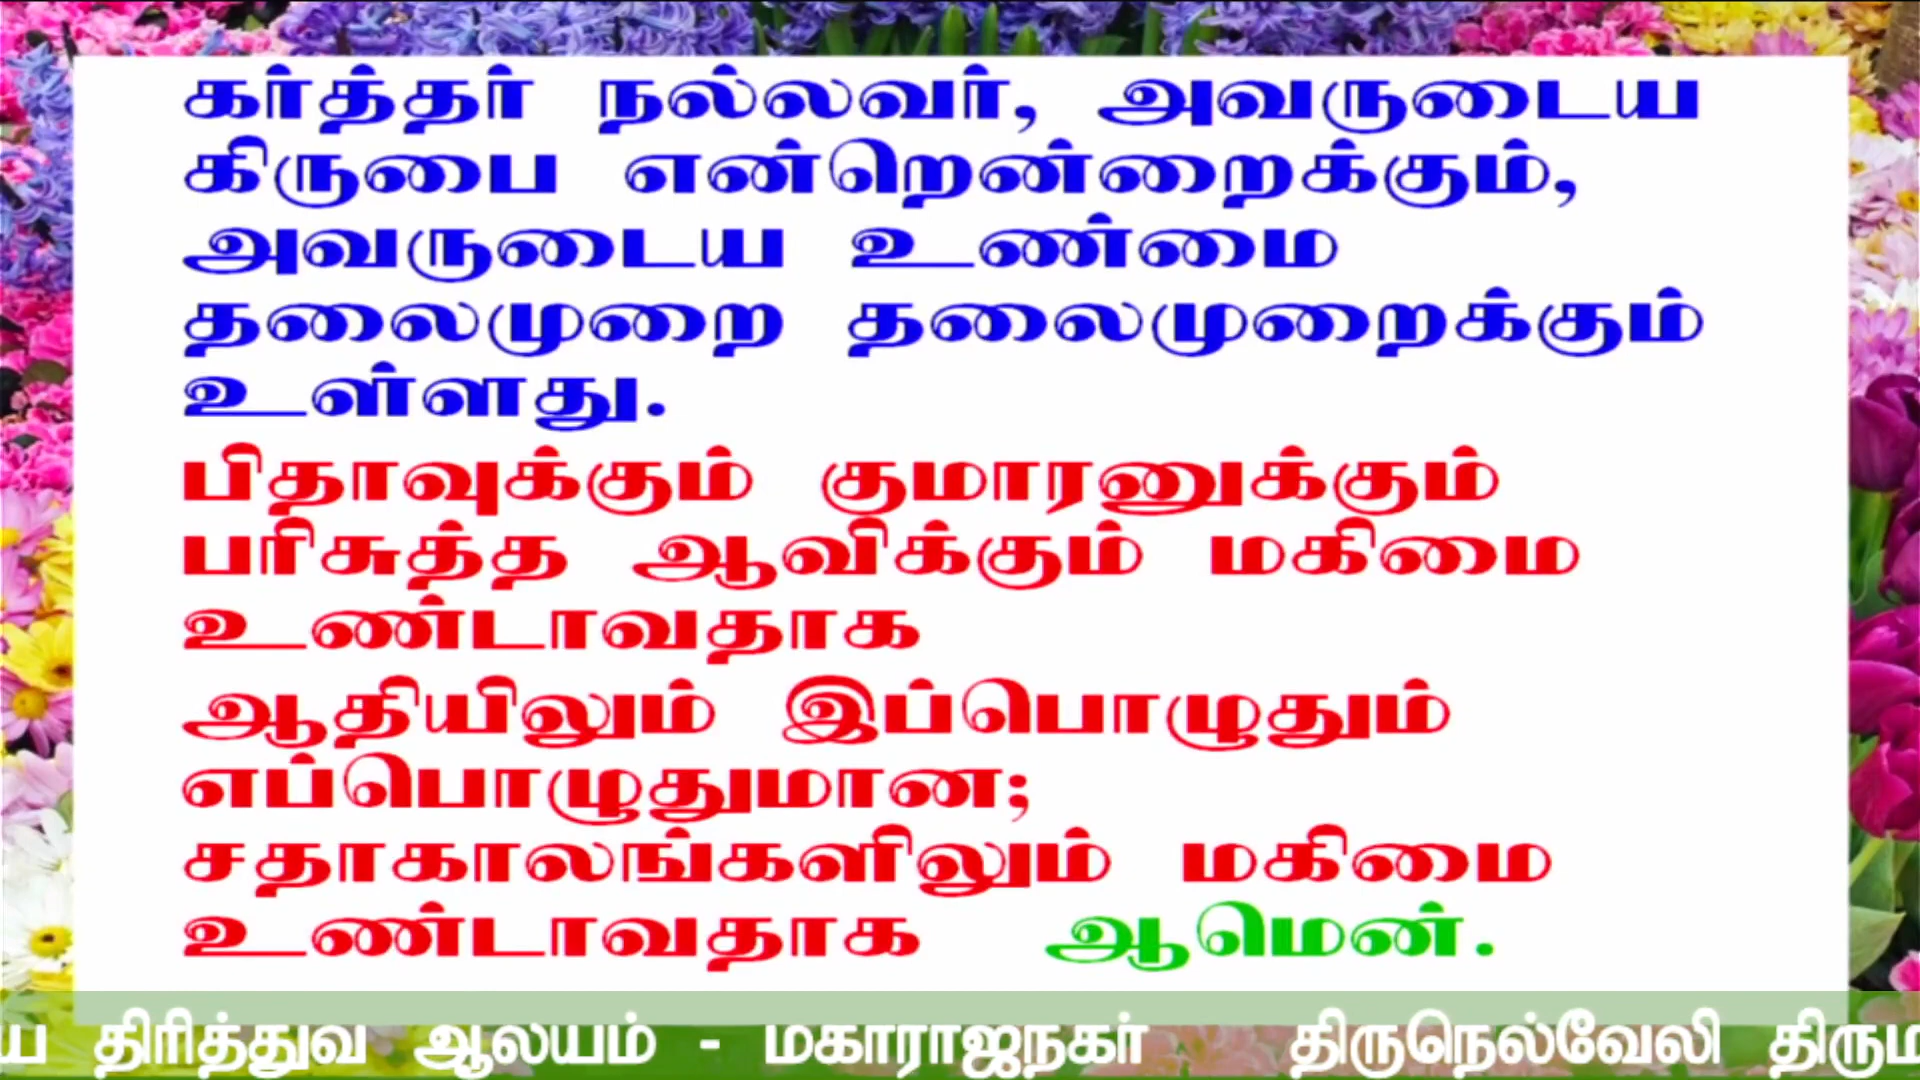 கர்த்தர் நல்லவர், அவருடைய
கிருபை என்றென்றைக்கும்,
அவருடைய உண்மை
தலைமுறை தலைமுறைக்கும்
உள்ளது.
பிதாவுக்கும் குமாரனுக்கும்
பரிசுத்த ஆவிக்கும் மகிமை
உண்டாவதாக
ஆதியிலும் இப்பொழுதும்
எப்பொழுதுமான;
சதாகாலங்களிலும் மகிமை
உண்டாவதாக ஆமென்.
திரித்துவ ஆலயம் - மகாராஜநகர் திருநெல்வேலி